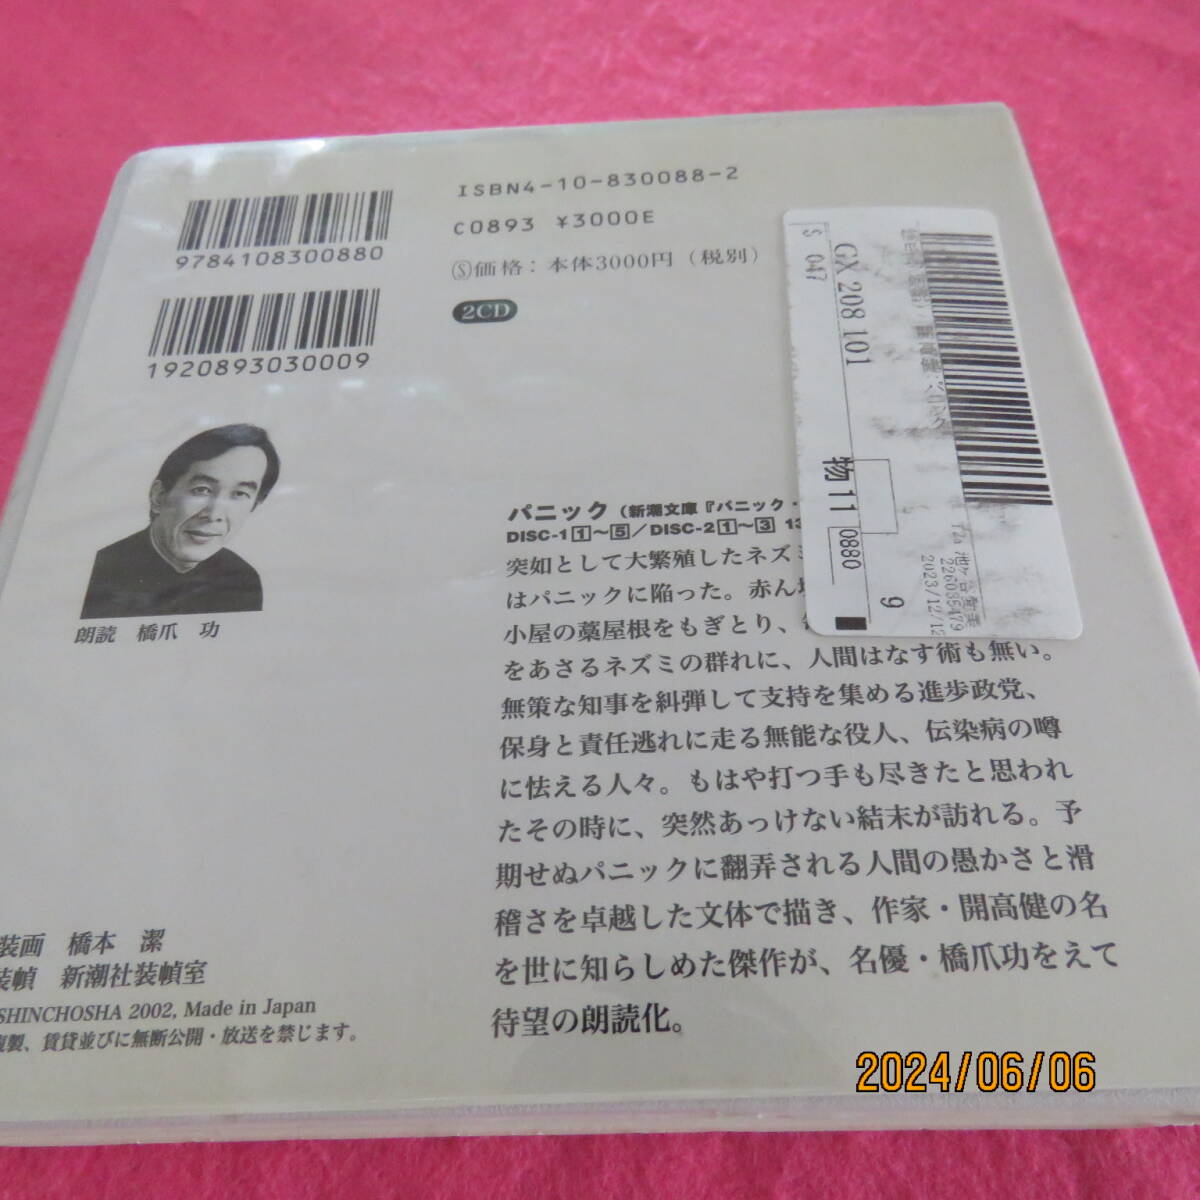 ISBN4-10-830088-2
C0893 ¥3000E
Ⓢ価格：本体3000円（税別）
2CD
9784108300880
1920893030009
朗読 橋爪 功
S 047
GX 208 101
物11
0880
9
226035479
2023/12/12
パニック（新潮文庫『パニック・
DISC-1 1～5／DISC-2 1～3 13
突如として大繁殖したネズミ
はパニックに陥った。赤ん
小屋の藁屋根をもぎとり、
をあさるネズミの群れに、人間はなす術も無い。
無策な知事を糾弾して支持を集める進歩政党、
保身と責任逃れに走る無能な役人、伝染病の噂
に怯える人々。もはや打つ手も尽きたと思われ
たその時に、突然あっけない結末が訪れる。予
期せぬパニックに翻弄される人間の愚かさと滑
稽さを卓越した文体で描き、作家・開高健の名
を世に知らしめた傑作が、名優・橋爪功をえて
待望の朗読化。
装画 橋本 潔
装幀 新潮社装幀室
SHINCHOSHA 2002, Made in Japan
複製、賃貸並びに無断公開・放送を禁じます。
2024/06/06